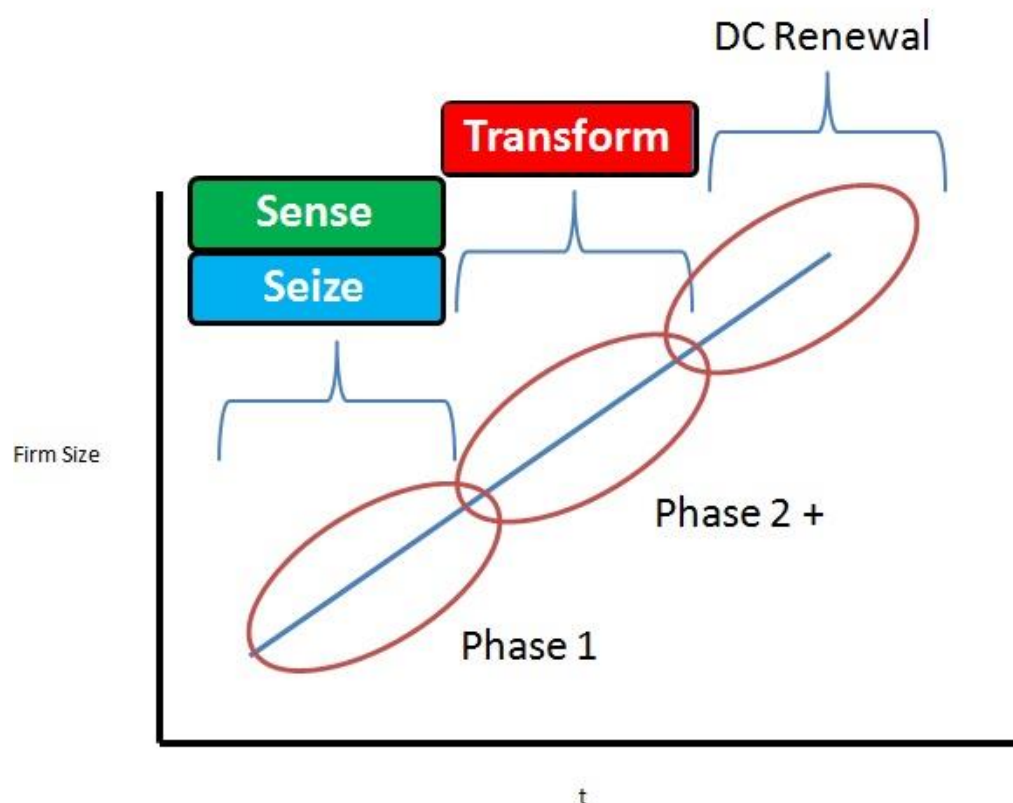 DC Renewal
Transform
Sense
Seize
Firm Size
Phase 2 +
Phase 1
t